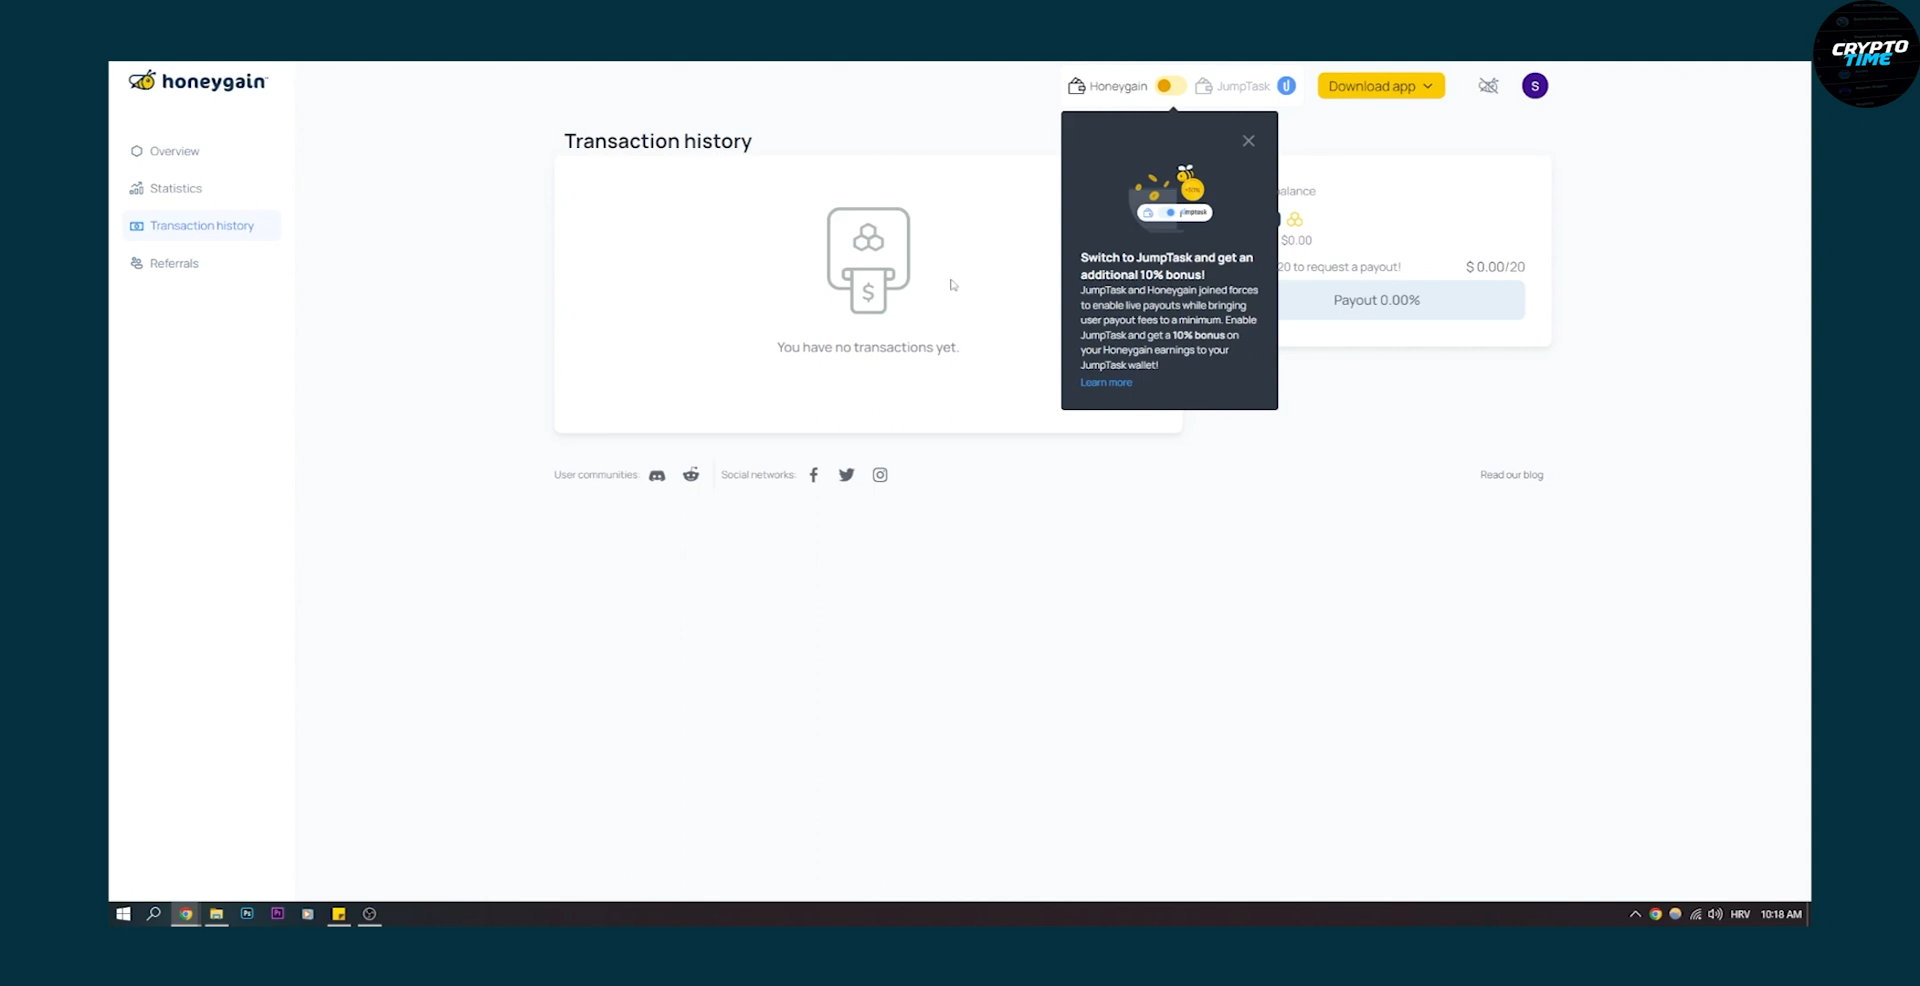 CRYPTO
TIME
honeygain
Honeygain
JumpTask
Download app
S
Overview
Statistics
Transaction history
Referrals
Transaction history
You have no transactions yet.
Switch to JumpTask and get an
additional 10% bonus!
JumpTask and Honeygain joined forces
to enable live payouts while bringing
user payout fees to a minimum. Enable
JumpTask and get a 10% bonus on
your Honeygain earnings to your
JumpTask wallet!
Learn more
balance
$0.00
20 to request a payout!
$ 0.00/20
Payout 0.00%
User communities:
Social networks:
Read our blog
Ps
Pr
HRV
10:18 AM